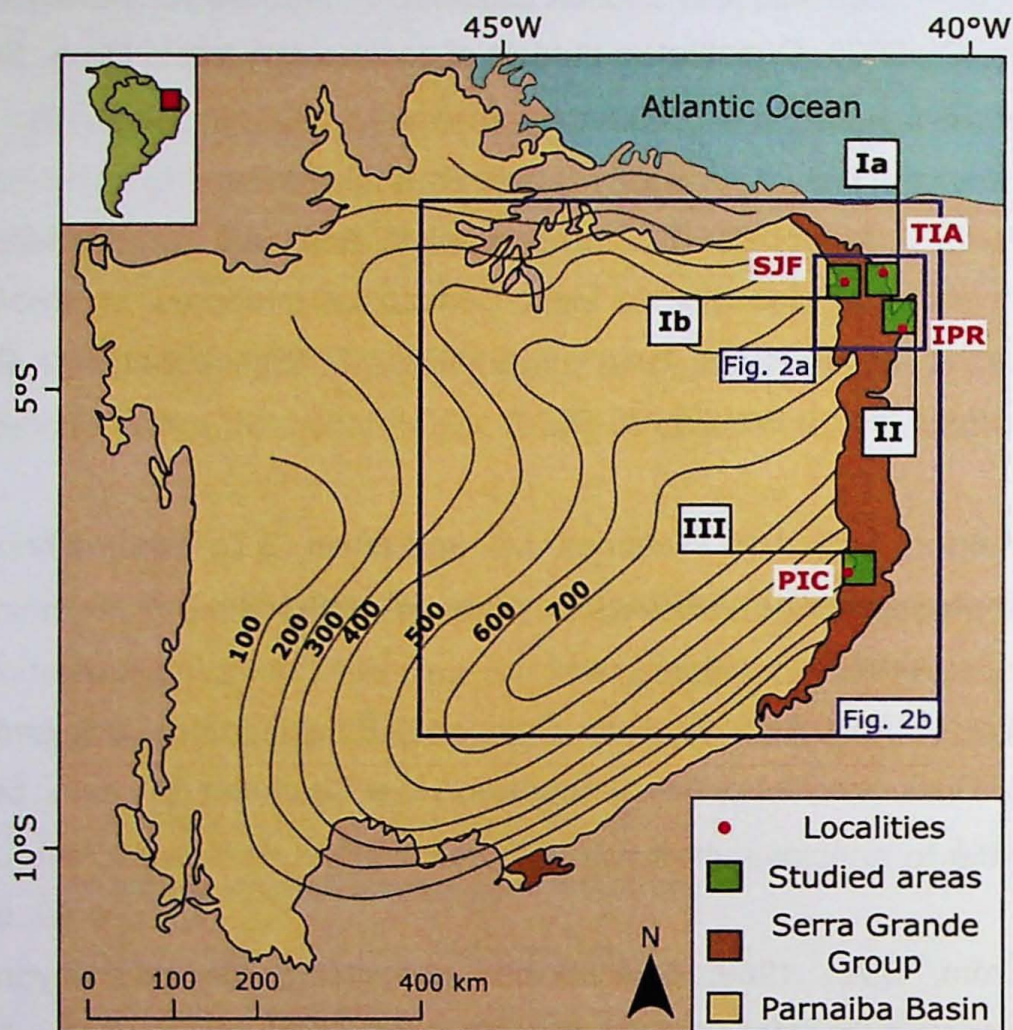 45°W
40°W
Atlantic Ocean
Ia
TIA
SJF
Ib
IPR
Fig. 2a
5°S
II
III
PIC
100
200
300
400
500
600
700
Fig. 2b
10°S
Localities
Studied areas
Serra Grande
Group
Parnaiba Basin
N
0
100
200
400 km